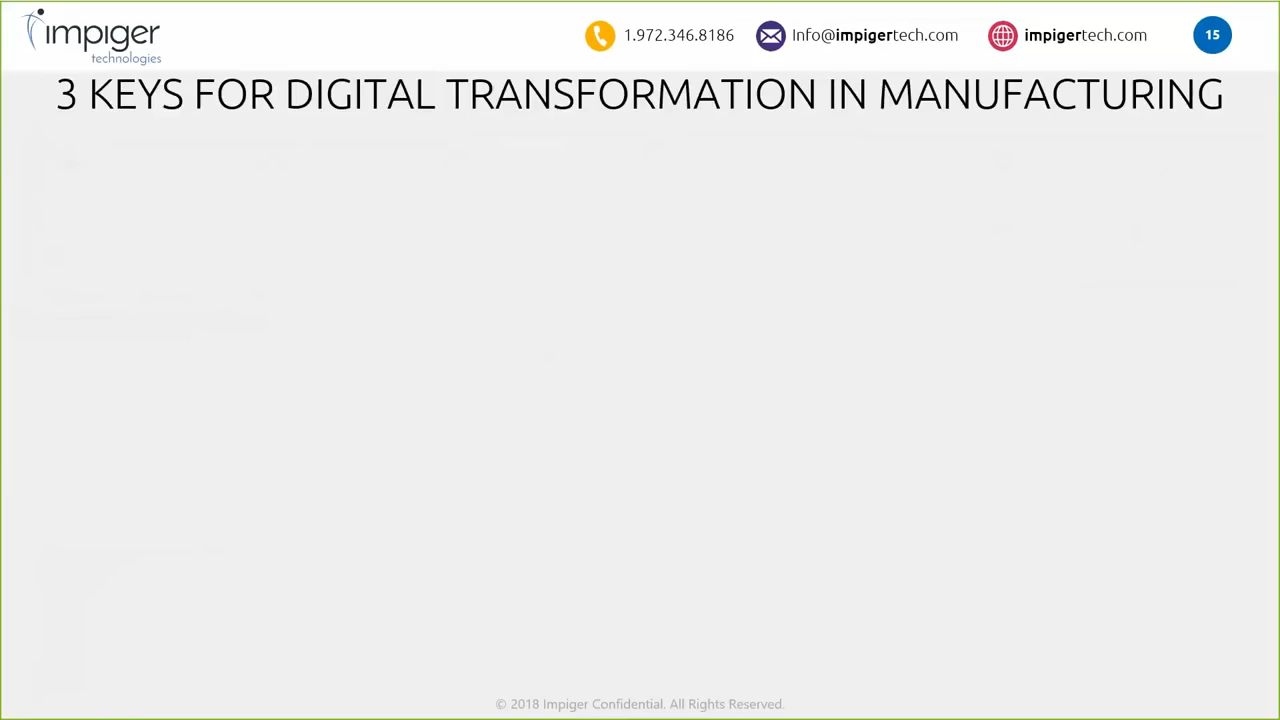 impiger
technologies
1.972.346.8186
Info@impigertech.com
impigertech.com
15
3 KEYS FOR DIGITAL TRANSFORMATION IN MANUFACTURING
© 2018 Impiger Confidential. All Rights Reserved.